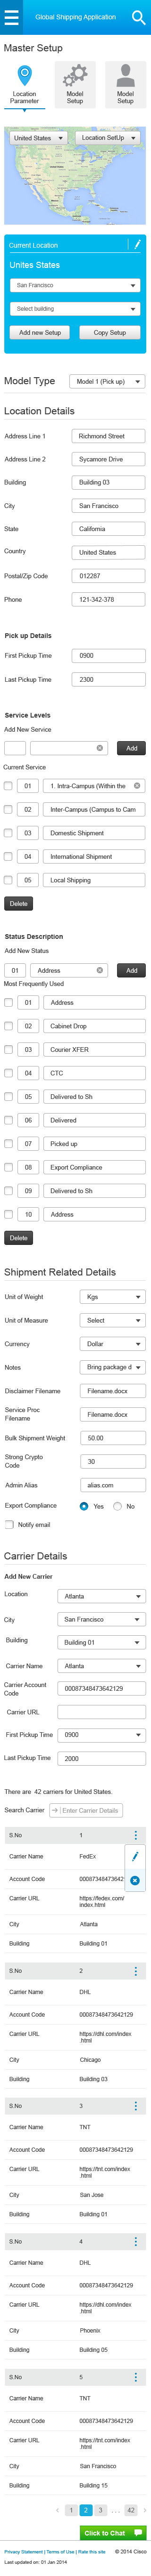 Global Shipping Application
Master Setup
Location Parameter
Model Setup
Model Setup
United States
Location SetUp
Current Location
Unites States
San Francisco
Select building
Add new Setup
Copy Setup
Model Type
Model 1 (Pick up)
Location Details
Address Line 1
Richmond Street
Address Line 2
Sycamore Drive
Building
Building 03
City
San Francisco
State
California
Country
United States
Postal/Zip Code
012287
Phone
121-342-378
Pick up Details
First Pickup Time
0900
Last Pickup Time
2300
Service Levels
Add New Service
Add
Current Service
01
1. Intra-Campus (Within the
02
Inter-Campus (Campus to Cam
03
Domestic Shipment
04
International Shipment
05
Local Shipping
Delete
Status Description
Add New Status
01
Address
Add
Most Frequently Used
01
Address
02
Cabinet Drop
03
Courier XFER
04
CTC
05
Delivered to Sh
06
Delivered
07
Picked up
08
Export Compliance
09
Delivered to Sh
10
Address
Delete
Shipment Related Details
Unit of Weight
Kgs
Unit of Measure
Select
Currency
Dollar
Notes
Bring package d
Disclaimer Filename
Filename.docx
Service Proc
Filename
Filename.docx
Bulk Shipment Weight
50.00
Strong Crypto
Code
30
Admin Alias
alias.com
Export Compliance
Yes
No
Notify email
Carrier Details
Add New Carrier
Location
Atlanta
City
San Francisco
Building
Building 01
Carrier Name
Atlanta
Carrier Account
Code
00087348473642129
Carrier URL
First Pickup Time
0900
Last Pickup Time
2000
There are 42 carriers for United States.
Search Carrier
Enter Carrier Details
S.No
1
Carrier Name
FedEx
Account Code
00087348473642
Carrier URL
https://fedex.com/
index.html
City
Atlanta
Building
Building 01
S.No
2
Carrier Name
DHL
Account Code
00087348473642129
Carrier URL
https://dhl.com/index
.html
City
Chicago
Building
Building 03
S.No
3
Carrier Name
TNT
Account Code
00087348473642129
Carrier URL
https://tnt.com/index
.html
City
San Jose
Building
Building 01
S.No
4
Carrier Name
DHL
Account Code
00087348473642129
Carrier URL
https://dhl.com/index
.html
City
Phoenix
Building
Building 05
S.No
5
Carrier Name
TNT
Account Code
00087348473642129
Carrier URL
https://tnt.com/index
.html
City
San Francisco
Building
Building 15
‹ 1 2 3 ... 42 ›
Click to Chat
Privacy Statement | Terms of Use | Rate this site
© 2014 Cisco
Last updated on: 01 Jan 2014